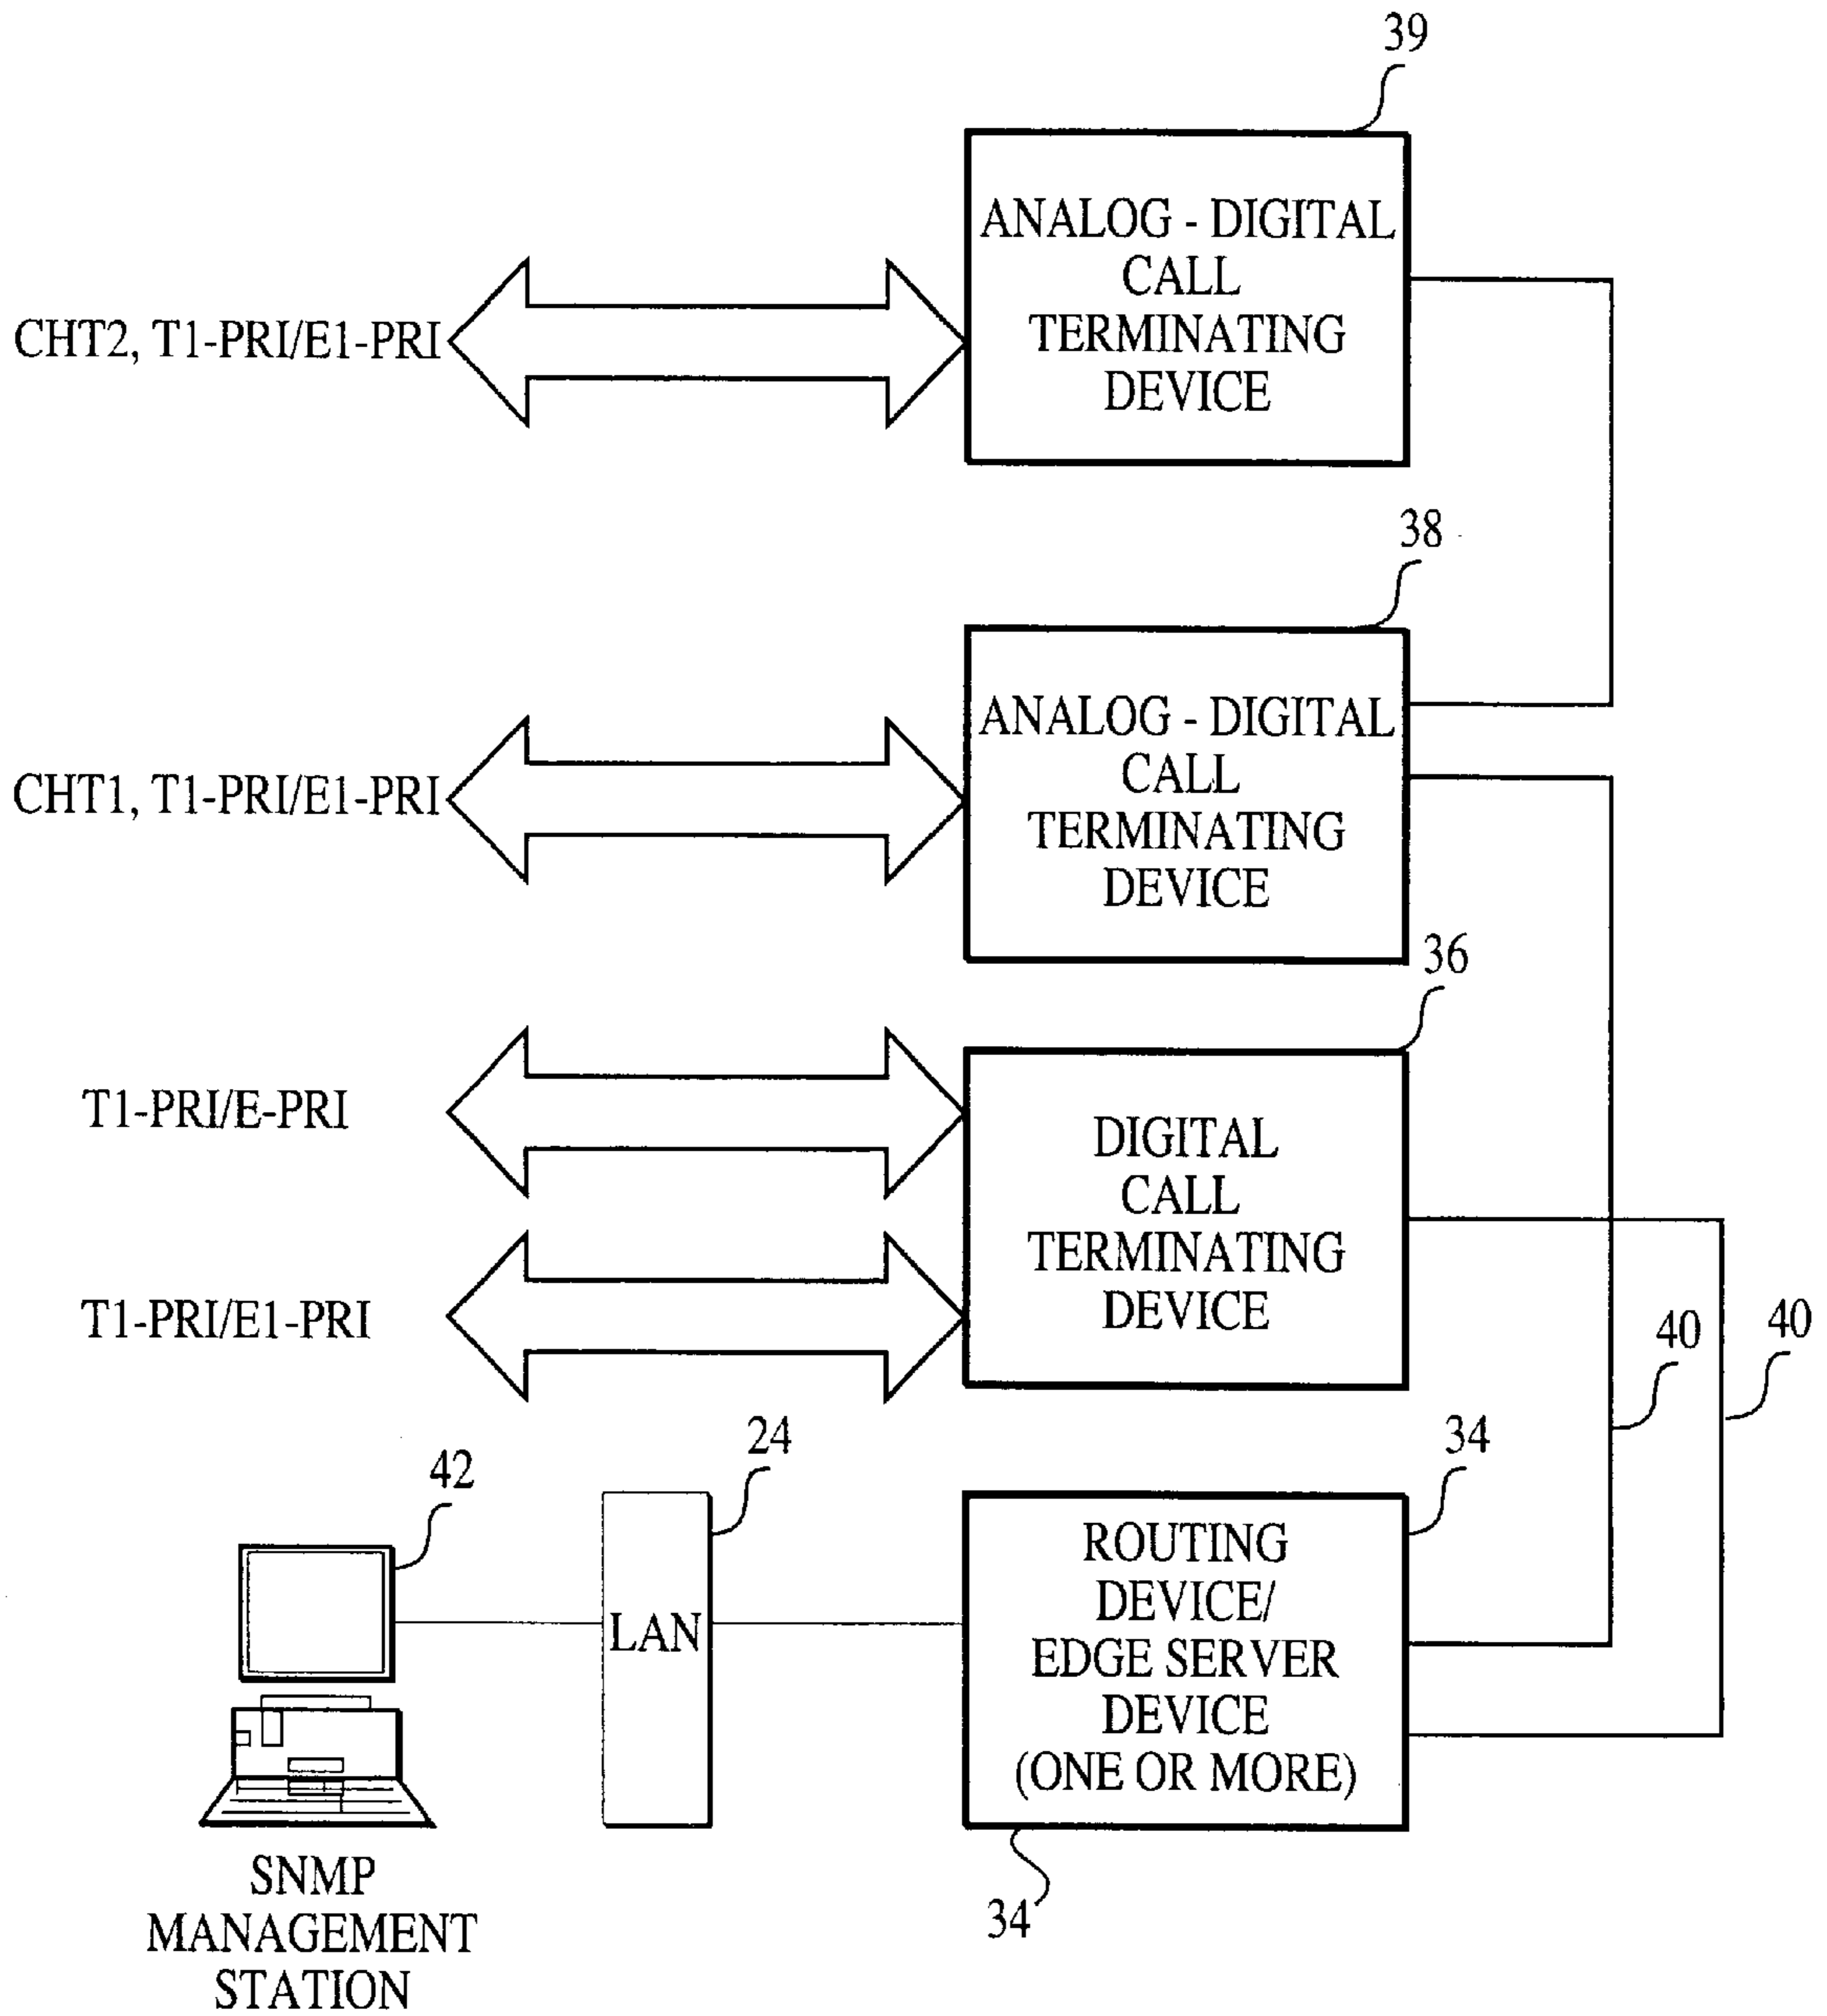 39
ANALOG - DIGITAL
CALL
TERMINATING
DEVICE
CHT2, T1-PRI/E1-PRI
38
ANALOG - DIGITAL
CALL
TERMINATING
DEVICE
CHT1, T1-PRI/E1-PRI
36
T1-PRI/E-PRI
DIGITAL
CALL
TERMINATING
DEVICE
T1-PRI/E1-PRI
40
40
42
24
34
LAN
ROUTING
DEVICE/
EDGE SERVER
DEVICE
(ONE OR MORE)
34
SNMP
MANAGEMENT
STATION